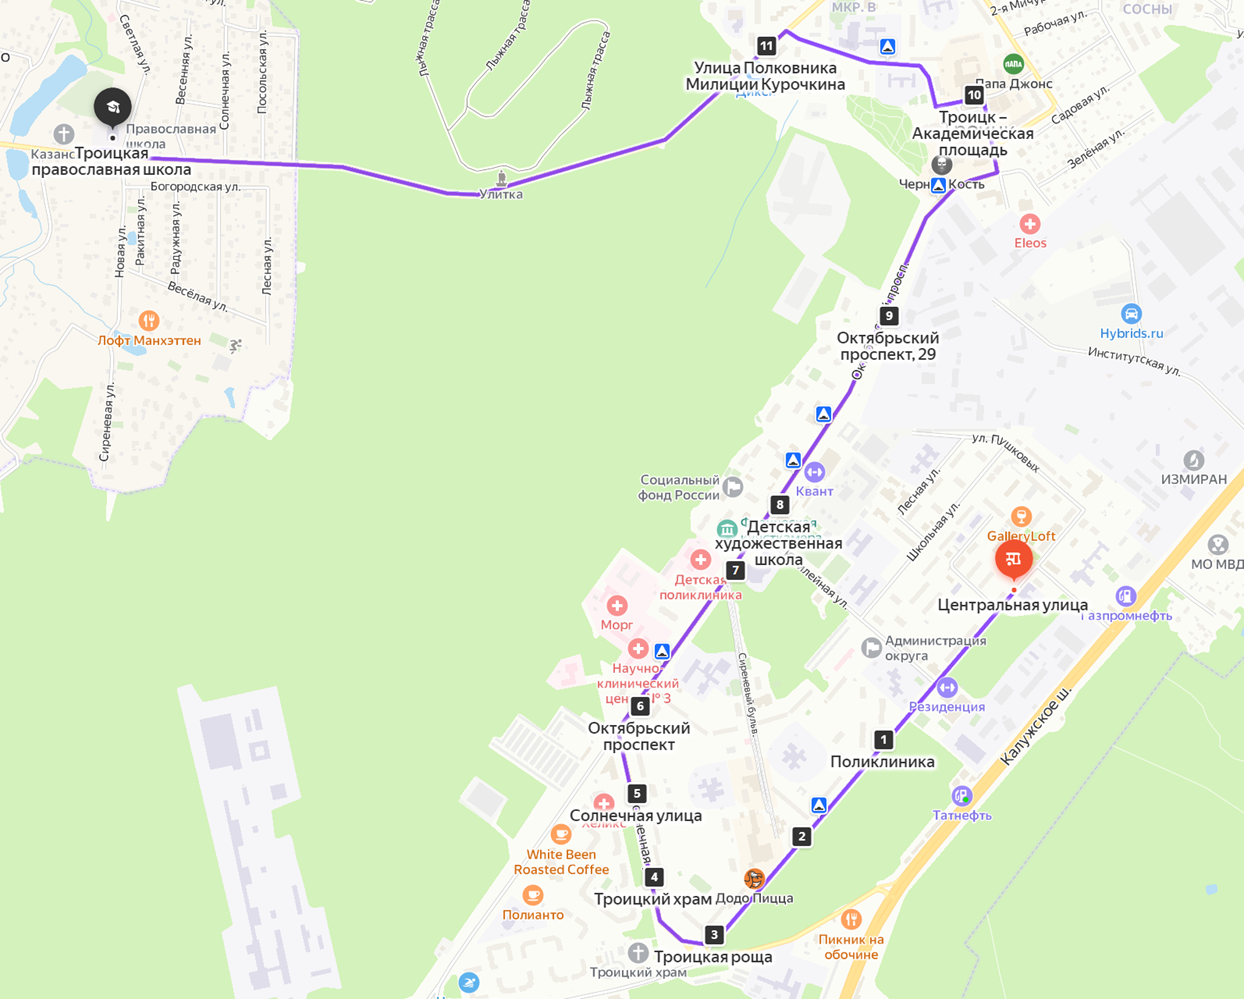 МКР. В
2-я Мичур
СОСНЫ
Рабочая ул.
Светлая ул.
Весенняя ул.
Солнечная ул.
Посольская ул.
Лыжная трасса
Лыжная трасса
Лыжная трасса
11
Улица Полковника
Милиции Курочкина
Папа Джонс
ПАПА
10
Троицк –
Академическая
площадь
Садовая ул.
Зелёная ул.
Православная
школа
Казанс
Троицкая
православная школа
Богородская ул.
Улитка
Кость
Eleos
Новая ул.
Ракитная ул.
Радужная ул.
Лесная ул.
Весёлая ул.
Лофт Манхэттен
Сиреневая ул.
просп.
9
Октябрьский
проспект, 29
Hybrids.ru
Институтская ул.
ул. Пушковых
ИЗМИРАН
Социальный
фонд России
Квант
Лесная ул.
Школьная ул.
8
Детская
художественная
школа
GalleryLoft
МО МВД
7
Детская
поликлиника
Морг
Центральная улица
Газпромнефть
Администрация
округа
Научно-
клинический
№ 3
Сиреневый бульв.
Резиденция
6
Октябрьский
проспект
1
Поликлиника
Калужское ш.
5
Солнечная улица
Татнефть
2
White Been
Roasted Coffee
4
Троицкий храм
Додо Пицца
Полианто
3
Троицкая роща
Троицкий храм
Пикник на
обочине